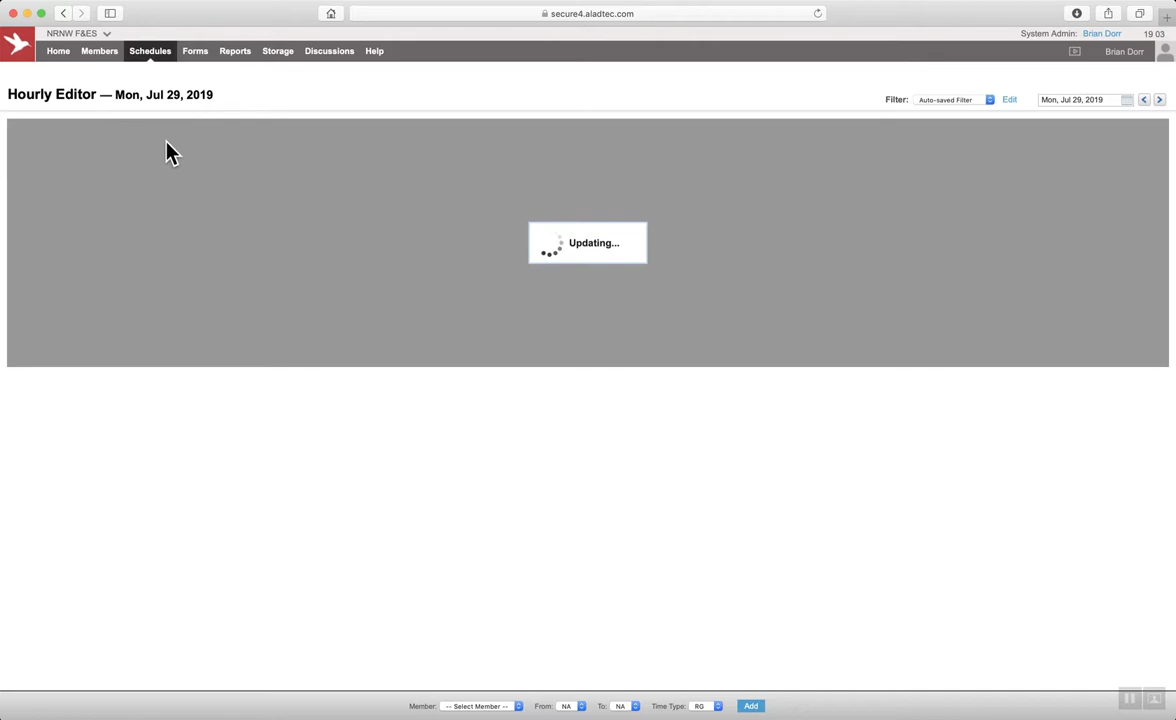 secure4.aladtec.com
NRNW F&ES
System Admin: Brian Dorr 19 03
Home Members Schedules Forms Reports Storage Discussions Help Brian Dorr
Hourly Editor — Mon, Jul 29, 2019
Filter: Auto-saved Filter Edit Mon, Jul 29, 2019
Updating...
Member: -- Select Member -- From: NA To: NA Time Type: RG Add